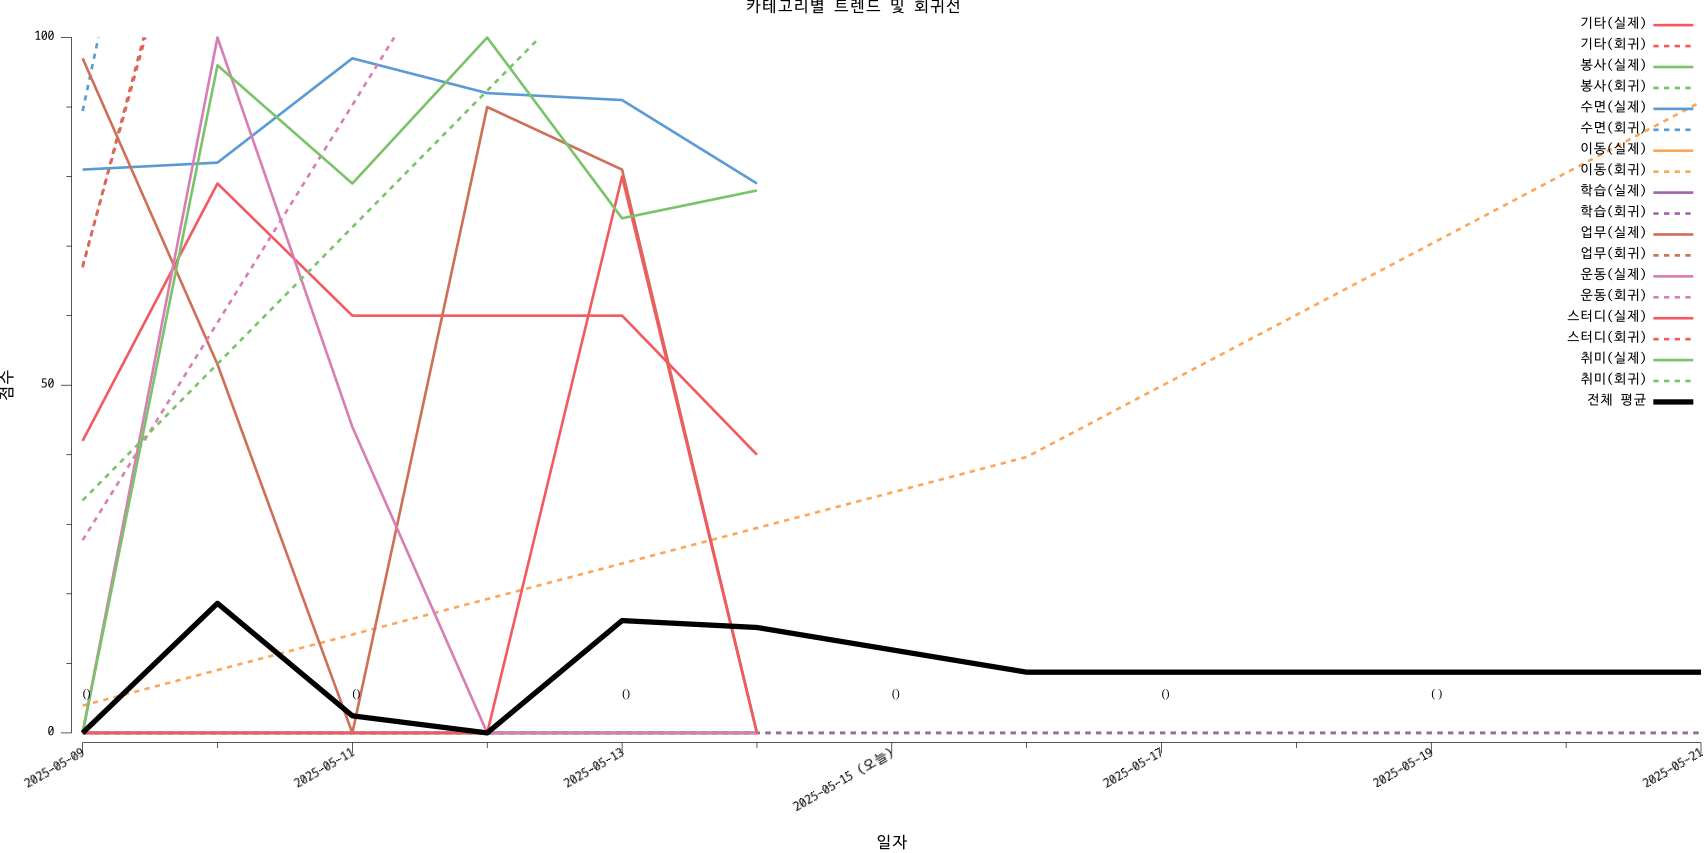 카테고리별 트렌드 및 회귀선
기타(실제)
기타(회귀)
봉사(실제)
봉사(회귀)
수면(실제)
수면(회귀)
이동(실제)
이동(회귀)
학습(실제)
학습(회귀)
업무(실제)
업무(회귀)
운동(실제)
운동(회귀)
스터디(실제)
스터디(회귀)
취미(실제)
취미(회귀)
전체 평균
100
50
0
점수
() () () () () ()
2025-05-09 2025-05-11 2025-05-13 2025-05-15 (오늘) 2025-05-17 2025-05-19 2025-05-21
일자